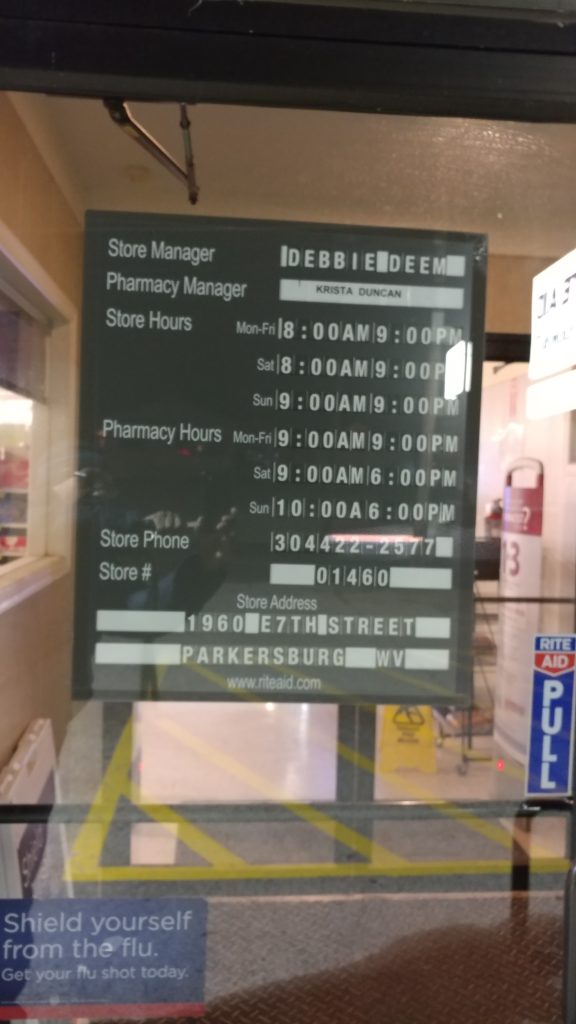 Store Manager DEBBIE DEEM
Pharmacy Manager KRISTA DUNCAN
Store Hours Mon-Fri 8:00AM 9:00PM
Sat 8:00AM 9:00P
Sun 9:00AM 9:00PM
Pharmacy Hours Mon-Fri 9:00AM 9:00PM
Sat 9:00AM 6:00PM
Sun 10:00A 6:00PM
Store Phone 304422-2577
Store # 01460
Store Address
1960 E7TH STREET
PARKERSBURG WV
www.riteaid.com
RITE
AID
PULL
Shield yourself
from the flu.
Get your flu shot today.